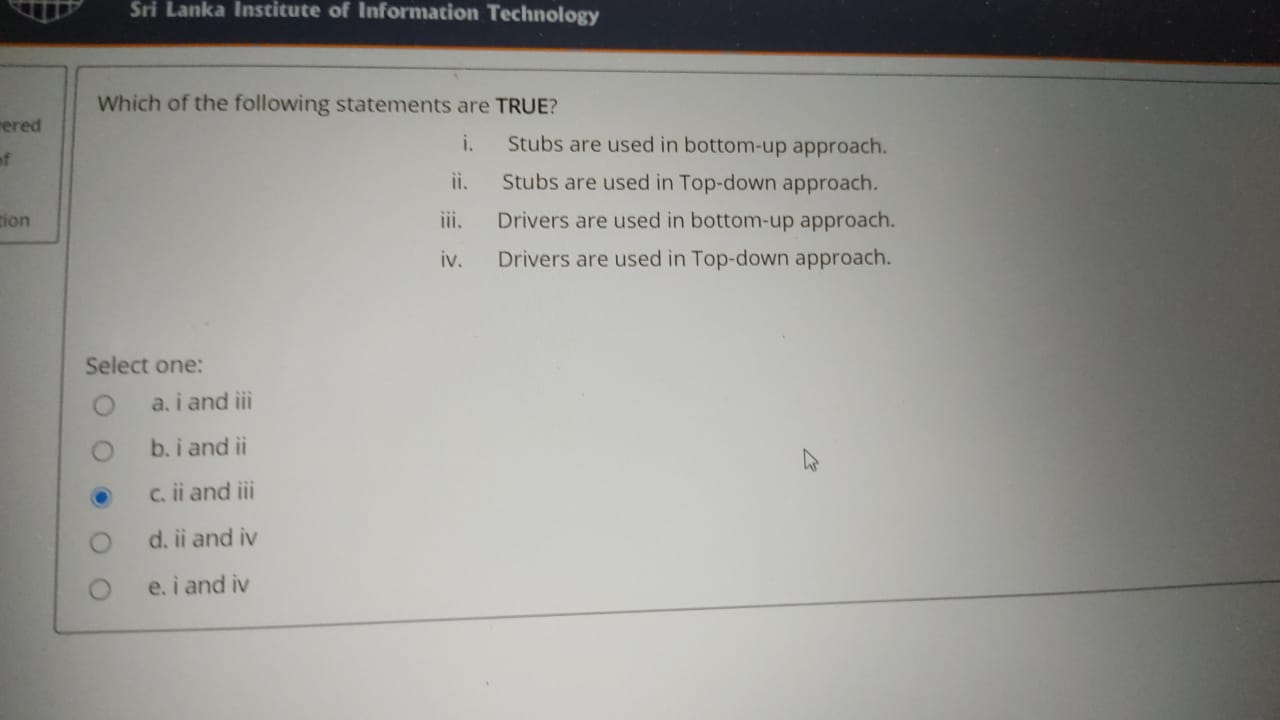 Sri Lanka Institute of Information Technology
Which of the following statements are TRUE?
i. Stubs are used in bottom-up approach.
ii. Stubs are used in Top-down approach.
iii. Drivers are used in bottom-up approach.
iv. Drivers are used in Top-down approach.
Select one:
a. i and iii
b. i and ii
c. ii and iii
d. ii and iv
e. i and iv